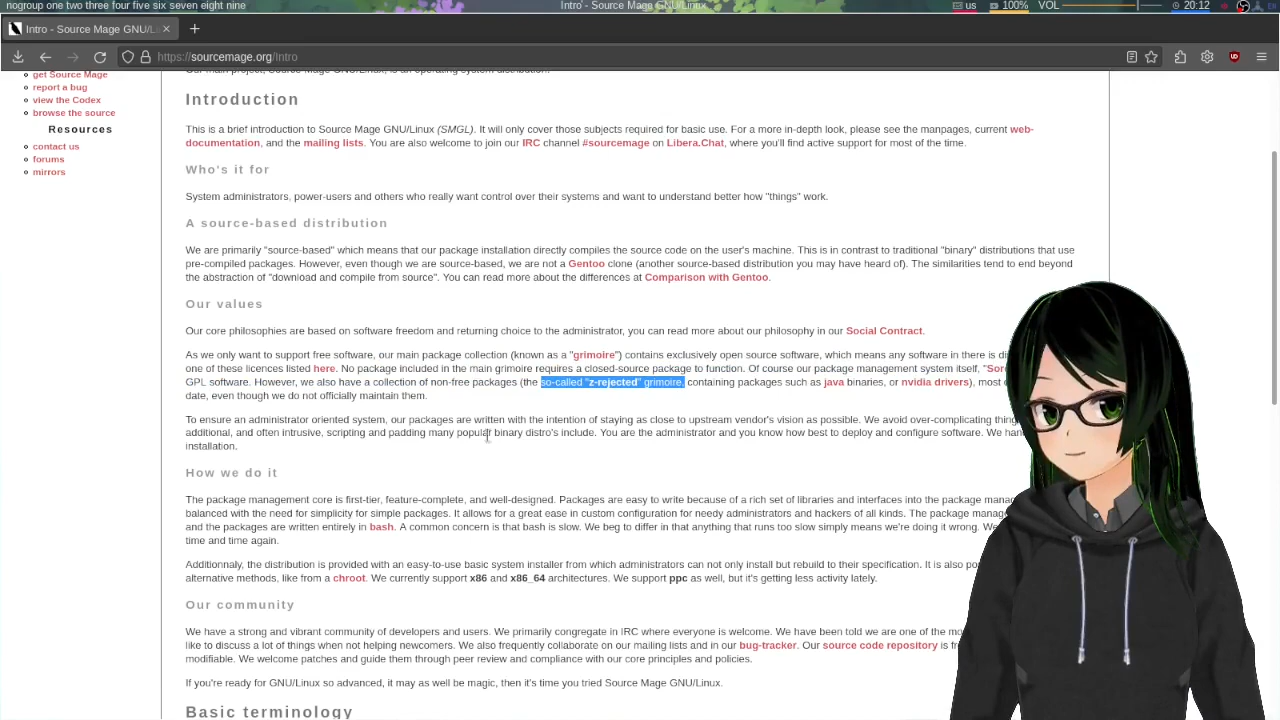 nogroup one two three four five six seven eight nine
Intro - Source Mage GNU/Linux
us
100%
VOL
20:12
Intro - Source Mage GNU/Li
https://sourcemage.org/Intro
get Source Mage
report a bug
view the Codex
browse the source
Resources
contact us
forums
mirrors
Our main project, Source Mage GNU/Linux, is an operating system distribution.
Introduction
This is a brief introduction to Source Mage GNU/Linux (SMGL). It will only cover those subjects required for basic use. For a more in-depth look, please see the manpages, current web-
documentation, and the mailing lists. You are also welcome to join our IRC channel #sourcemage on Libera.Chat, where you'll find active support for most of the time.
Who's it for
System administrators, power-users and others who really want control over their systems and want to understand better how "things" work.
A source-based distribution
We are primarily "source-based" which means that our package installation directly compiles the source code on the user's machine. This is in contrast to traditional "binary" distributions that use
pre-compiled packages. However, even though we are source-based, we are not a Gentoo clone (another source-based distribution you may have heard of). The similarities tend to end beyond
the abstraction of "download and compile from source". You can read more about the differences at Comparison with Gentoo.
Our values
Our core philosophies are based on software freedom and returning choice to the administrator, you can read more about our philosophy in our Social Contract.
As we only want to support free software, our main package collection (known as a "grimoire") contains exclusively open source software, which means any software in there is di
one of these licences listed here. No package included in the main grimoire requires a closed-source package to function. Of course our package management system itself, "Sor
GPL software. However, we also have a collection of non-free packages (the so-called "z-rejected" grimoire, containing packages such as java binaries, or nvidia drivers), most
date, even though we do not officially maintain them.
To ensure an administrator oriented system, our packages are written with the intention of staying as close to upstream vendor's vision as possible. We avoid over-complicating thing
additional, and often intrusive, scripting and padding many popular binary distro's include. You are the administrator and you know how best to deploy and configure software. We han
installation.
How we do it
The package management core is first-tier, feature-complete, and well-designed. Packages are easy to write because of a rich set of libraries and interfaces into the package mana
balanced with the need for simplicity for simple packages. It allows for a great ease in custom configuration for needy administrators and hackers of all kinds. The package manag
and the packages are written entirely in bash. A common concern is that bash is slow. We beg to differ in that anything that runs too slow simply means we're doing it wrong. We
time and time again.
Additionnaly, the distribution is provided with an easy-to-use basic system installer from which administrators can not only install but rebuild to their specification. It is also po
alternative methods, like from a chroot. We currently support x86 and x86_64 architectures. We support ppc as well, but it's getting less activity lately.
Our community
We have a strong and vibrant community of developers and users. We primarily congregate in IRC where everyone is welcome. We have been told we are one of the mo
like to discuss a lot of things when not helping newcomers. We also frequently collaborate on our mailing lists and in our bug-tracker. Our source code repository is fre
modifiable. We welcome patches and guide them through peer review and compliance with our core principles and policies.
If you're ready for GNU/Linux so advanced, it may as well be magic, then it's time you tried Source Mage GNU/Linux.
Basic terminology